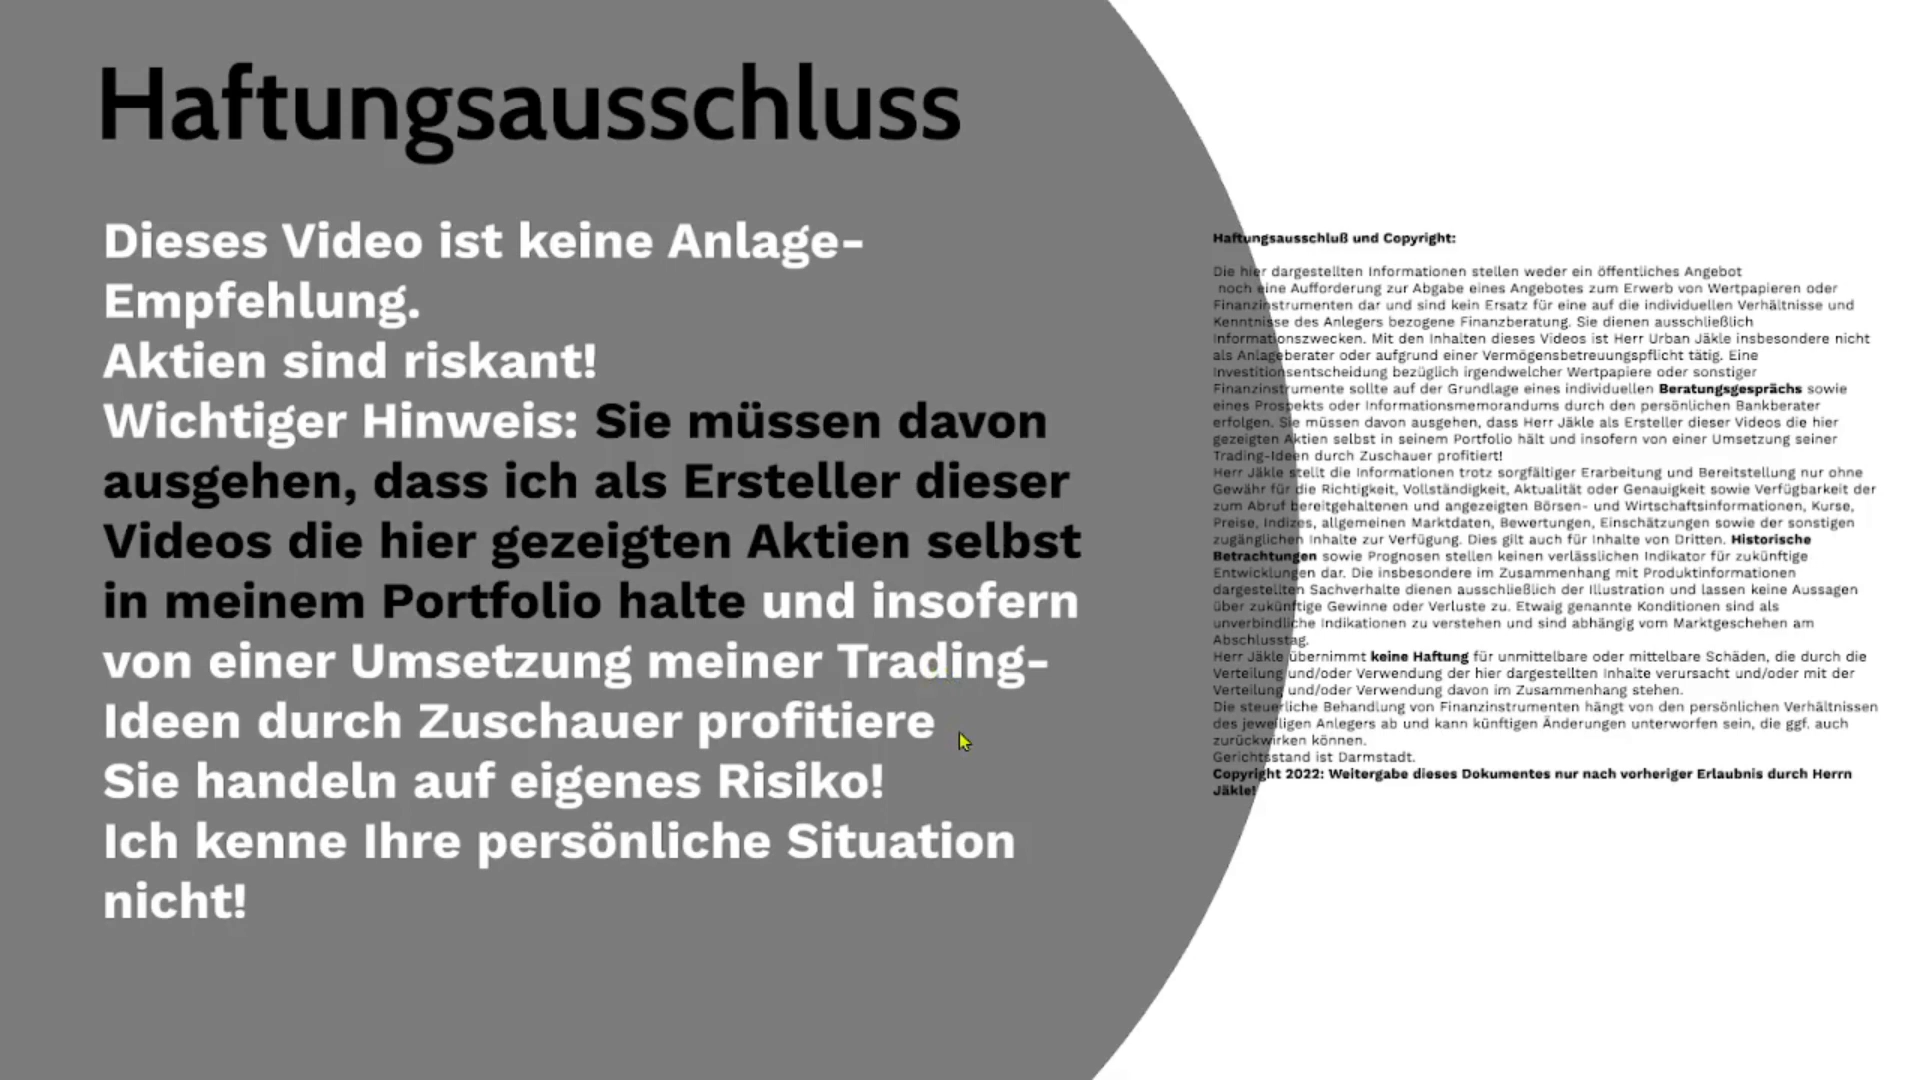 Haftungsausschluss
Dieses Video ist keine Anlage-
Empfehlung.
Aktien sind riskant!
Wichtiger Hinweis: Sie müssen davon
ausgehen, dass ich als Ersteller dieser
Videos die hier gezeigten Aktien selbst
in meinem Portfolio halte und insofern
von einer Umsetzung meiner Trading-
Ideen durch Zuschauer profitiere
Sie handeln auf eigenes Risiko!
Ich kenne Ihre persönliche Situation
nicht!
Haftungsausschluß und Copyright:
Die hier dargestellten Informationen stellen weder ein öffentliches Angebot
noch eine Aufforderung zur Abgabe eines Angebotes zum Erwerb von Wertpapieren oder
Finanzinstrumenten dar und sind kein Ersatz für eine auf die individuellen Verhältnisse und
Kenntnisse des Anlegers bezogene Finanzberatung. Sie dienen ausschließlich
Informationszwecken. Mit den Inhalten dieses Videos ist Herr Urban Jäkle insbesondere nicht
als Anlageberater oder aufgrund einer Vermögensbetreuungspflicht tätig. Eine
Investitionsentscheidung bezüglich irgendwelcher Wertpapiere oder sonstiger
Finanzinstrumente sollte auf der Grundlage eines individuellen Beratungsgesprächs sowie
eines Prospekts oder Informationsmemorandums durch den persönlichen Bankberater
erfolgen. Sie müssen davon ausgehen, dass Herr Jäkle als Ersteller dieser Videos die hier
gezeigten Aktien selbst in seinem Portfolio hält und insofern von einer Umsetzung seiner
Trading-Ideen durch Zuschauer profitiert!
Herr Jäkle stellt die Informationen trotz sorgfältiger Erarbeitung und Bereitstellung nur ohne
Gewähr für die Richtigkeit, Vollständigkeit, Aktualität oder Genauigkeit sowie Verfügbarkeit der
zum Abruf bereitgehaltenen und angezeigten Börsen- und Wirtschaftsinformationen, Kurse,
Preise, Indizes, allgemeinen Marktdaten, Bewertungen, Einschätzungen sowie der sonstigen
zugänglichen Inhalte zur Verfügung. Dies gilt auch für Inhalte von Dritten. Historische
Betrachtungen sowie Prognosen stellen keinen verlässlichen Indikator für zukünftige
Entwicklungen dar. Die insbesondere im Zusammenhang mit Produktinformationen
dargestellten Sachverhalte dienen ausschließlich der Illustration und lassen keine Aussagen
über zukünftige Gewinne oder Verluste zu. Etwaig genannte Konditionen sind als
unverbindliche Indikationen zu verstehen und sind abhängig vom Marktgeschehen am
Abschlusstag.
Herr Jäkle übernimmt keine Haftung für unmittelbare oder mittelbare Schäden, die durch die
Verteilung und/oder Verwendung der hier dargestellten Inhalte verursacht und/oder mit der
Verteilung und/oder Verwendung davon im Zusammenhang stehen.
Die steuerliche Behandlung von Finanzinstrumenten hängt von den persönlichen Verhältnissen
des jeweiligen Anlegers ab und kann künftigen Änderungen unterworfen sein, die ggf. auch
zurückwirken können.
Gerichtsstand ist Darmstadt.
Copyright 2022: Weitergabe dieses Dokumentes nur nach vorheriger Erlaubnis durch Herrn
Jäkle!